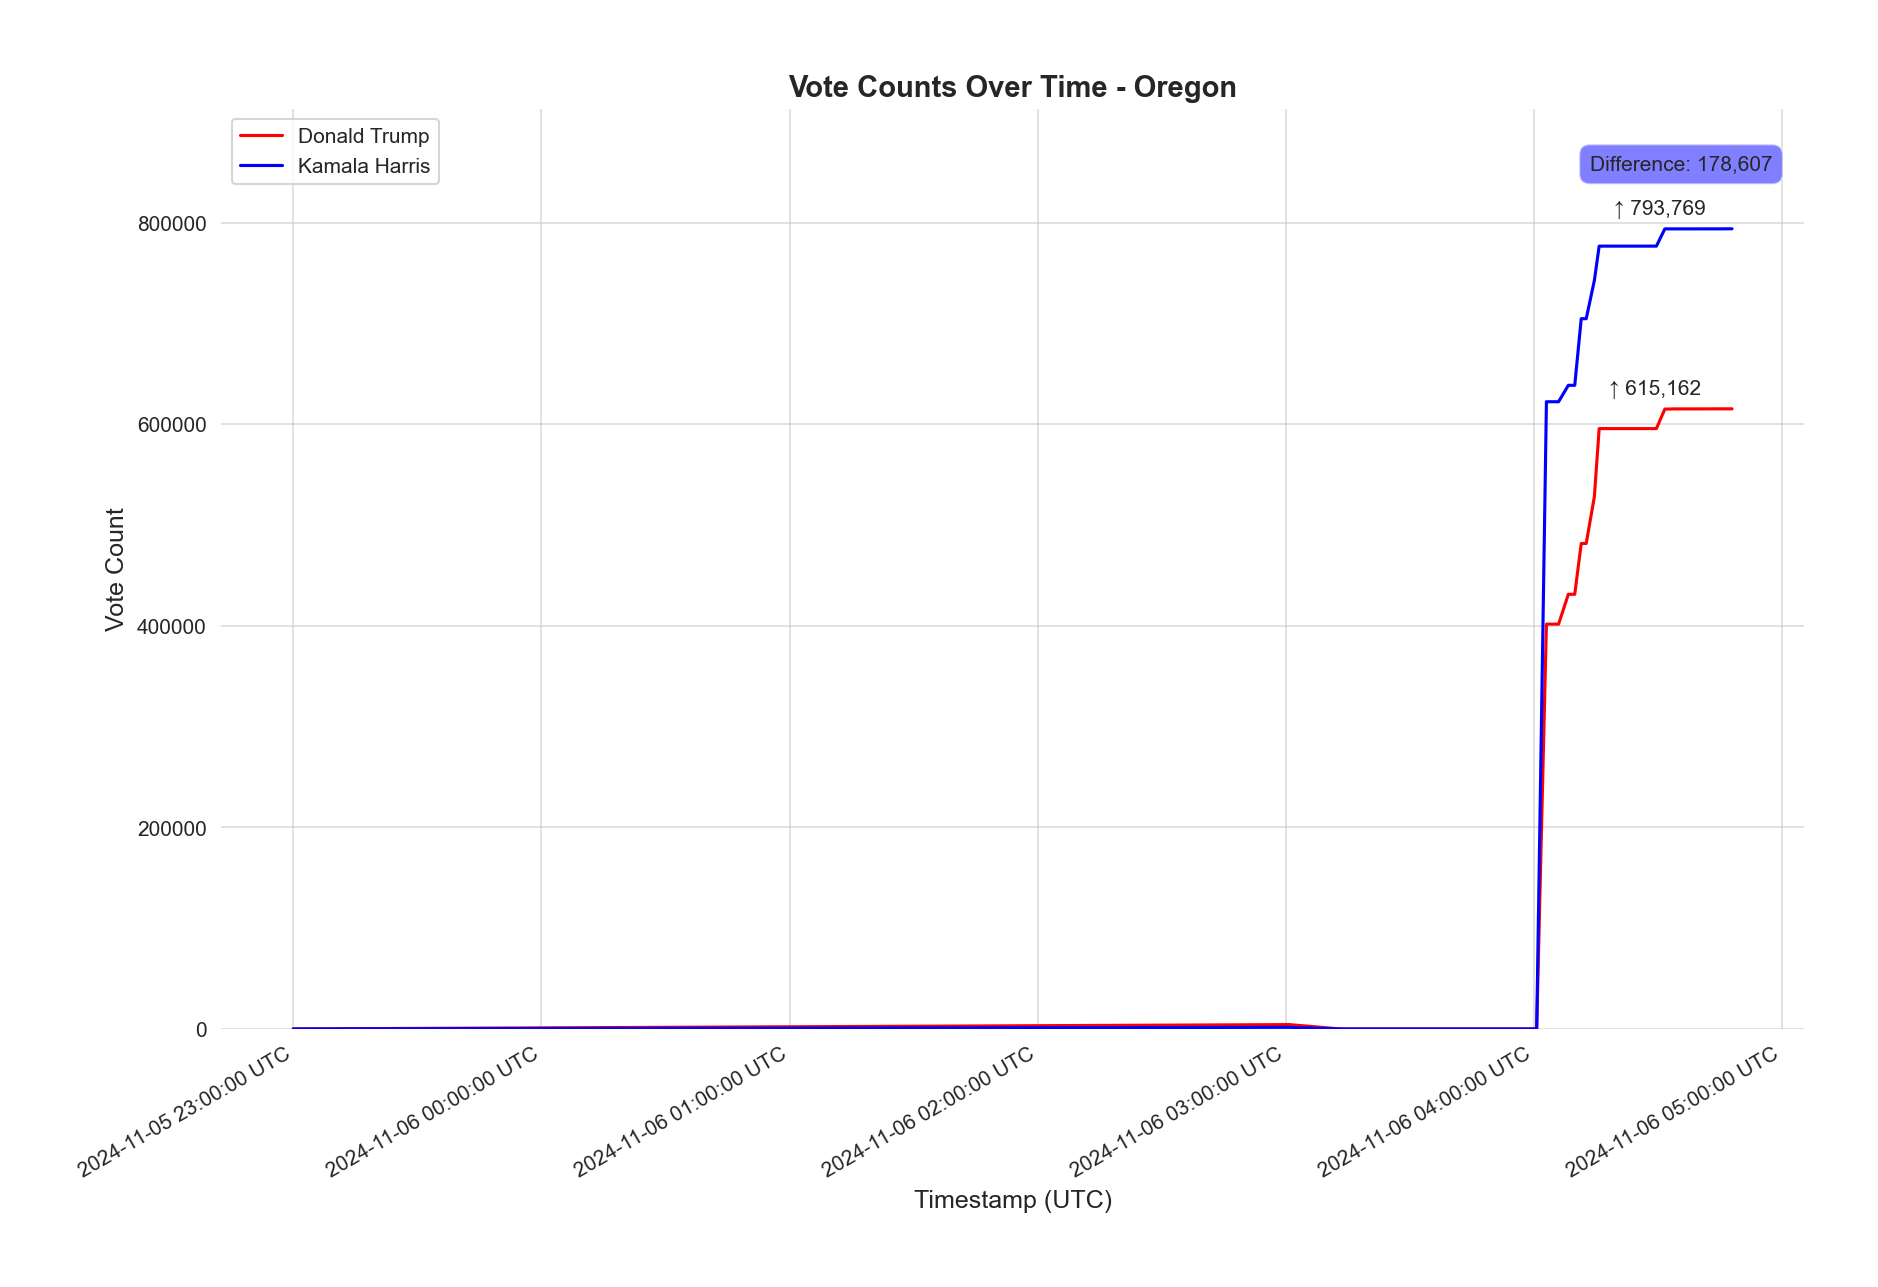 Vote Counts Over Time - Oregon
Donald Trump
Kamala Harris
Difference: 178,607
↑ 793,769
↑ 615,162
Vote Count
800000
600000
400000
200000
0
2024-11-05 23:00:00 UTC
2024-11-06 00:00:00 UTC
2024-11-06 01:00:00 UTC
2024-11-06 02:00:00 UTC
2024-11-06 03:00:00 UTC
2024-11-06 04:00:00 UTC
2024-11-06 05:00:00 UTC
Timestamp (UTC)